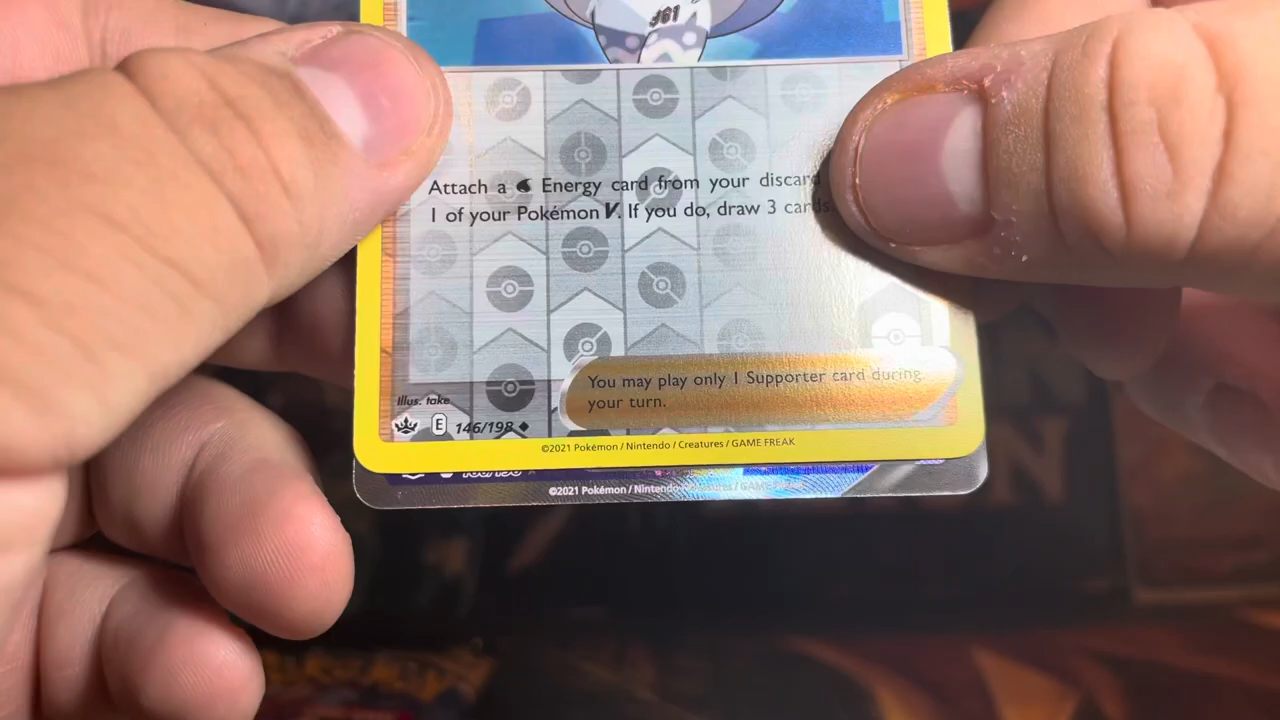 961
Attach a Energy card from your discard
1 of your Pokémon V. If you do, draw 3 cards
You may play only 1 Supporter card during
your turn.
Illus. take
E 146/198
©2021 Pokémon / Nintendo / Creatures / GAME FREAK
©2021 Pokémon / Nintendo / Creatures / GAME FREAK